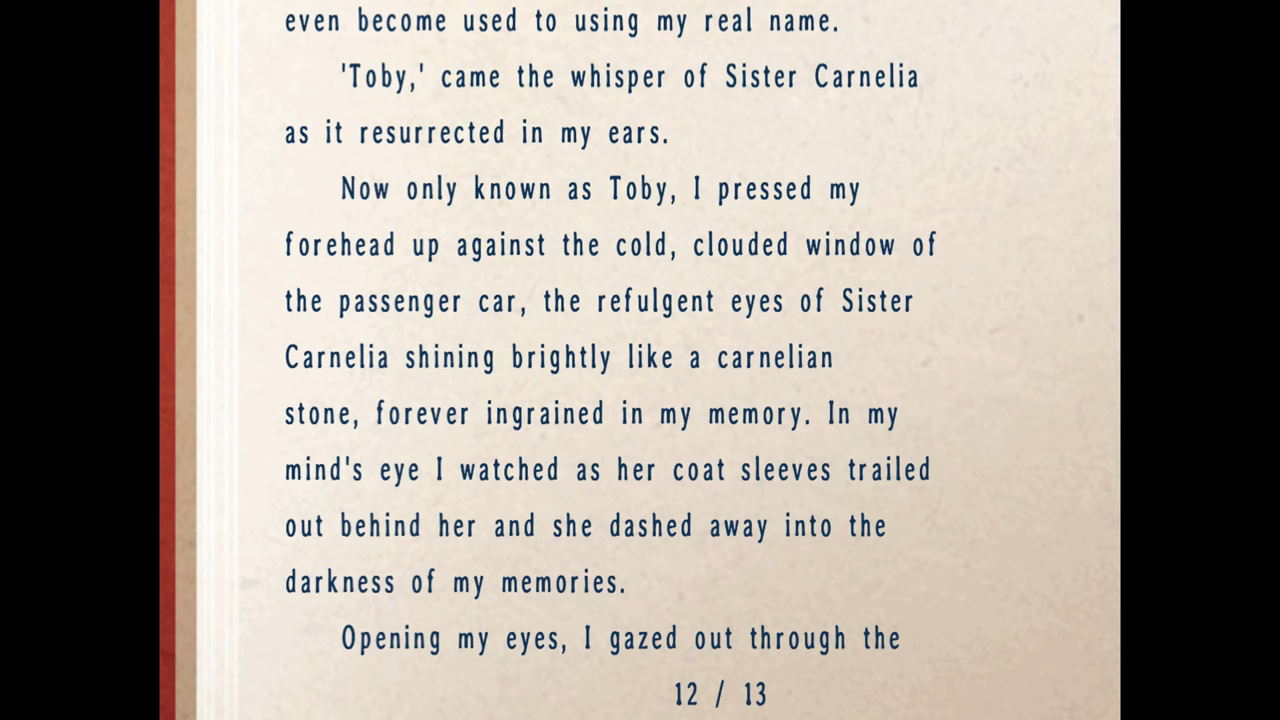 even become used to using my real name.
'Toby,' came the whisper of Sister Carnelia
as it resurrected in my ears.
Now only known as Toby, I pressed my
forehead up against the cold, clouded window of
the passenger car, the refulgent eyes of Sister
Carnelia shining brightly like a carnelian
stone, forever ingrained in my memory. In my
mind's eye I watched as her coat sleeves trailed
out behind her and she dashed away into the
darkness of my memories.
Opening my eyes, I gazed out through the
12 / 13